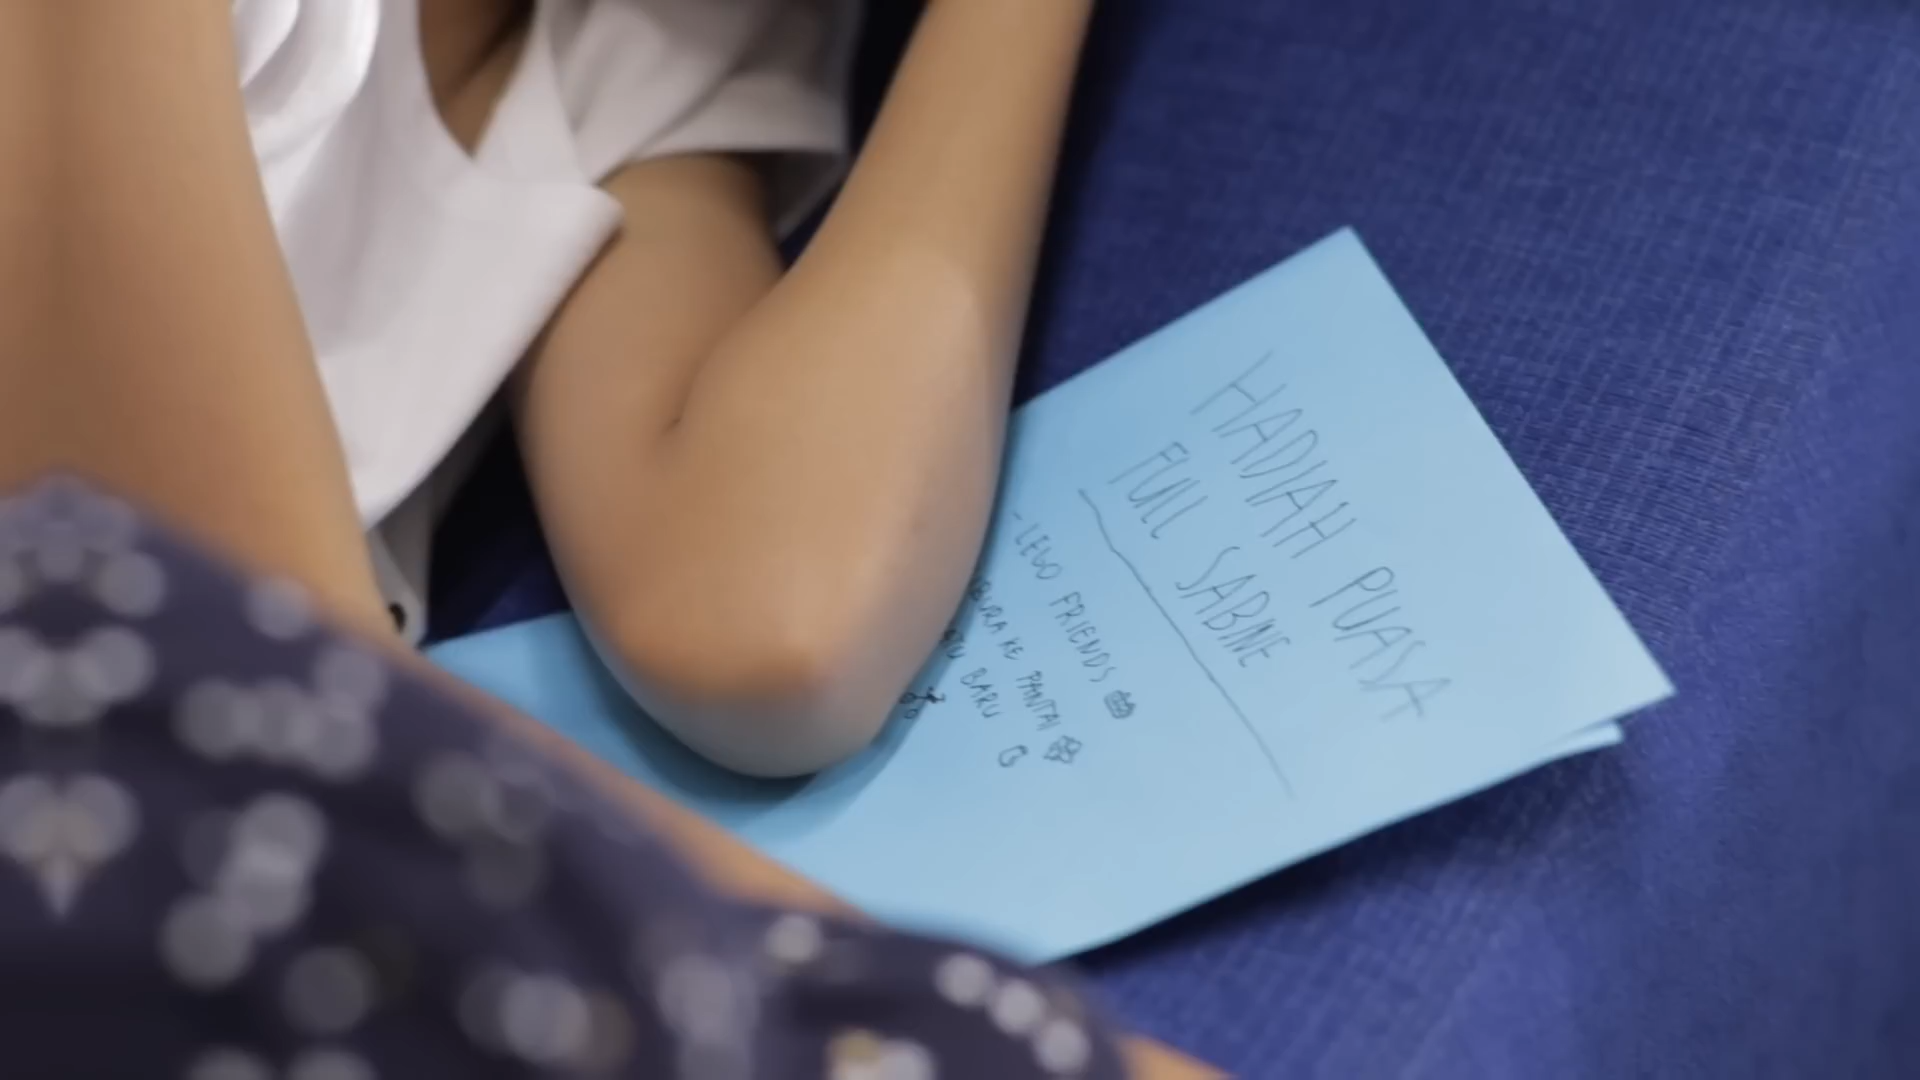 HADIAH PUASA
FULL SABINE
- LEGO FRIENDS
KE PANTAI
BARU